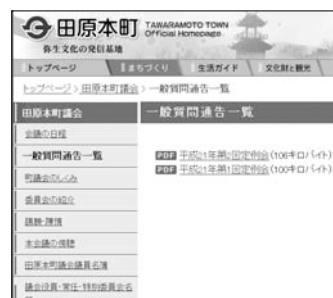 田原本町 TAWARAMOTO TOWN
Official Homepage
弥生文化の発信基地
トップページ まちづくり 生活ガイド 文化財と観光
トップページ> 田原本町議会> 一般質問通告一覧
田原本町議会
一般質問通告一覧
会議の日程
一般質問通告一覧
町議会のしくみ
委員会の紹介
請願・陳情
本会議の傍聴
田原本町議会議員名簿
議会役員・常任・特別委員会名
PDF 平成21年第2回定例会(106キロバイト)
PDF 平成21年第1回定例会(100キロバイト)